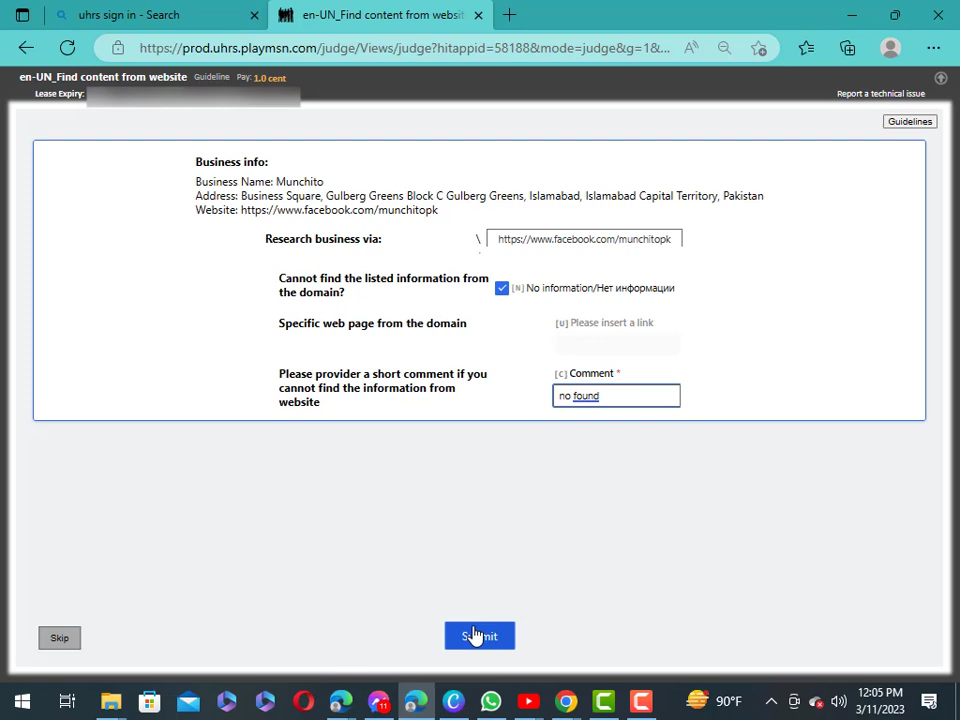 uhrs sign in - Search
en-UN_Find content from websit
https://prod.uhrs.playmsn.com/judge/Views/judge?hitappid=58188&mode=judge&g=1&...
en-UN_Find content from website Guideline Pay: 1.0 cent
Lease Expiry:
Report a technical issue
Guidelines
Business info:
Business Name: Munchito
Address: Business Square, Gulberg Greens Block C Gulberg Greens, Islamabad, Islamabad Capital Territory, Pakistan
Website: https://www.facebook.com/munchitopk
Research business via: \ https://www.facebook.com/munchitopk
Cannot find the listed information from
the domain?
[N] No information/Нет информации
Specific web page from the domain
[U] Please insert a link
Please provider a short comment if you
cannot find the information from
website
[C] Comment *
no found
Skip
Submit
11
90°F
12:05 PM
3/11/2023